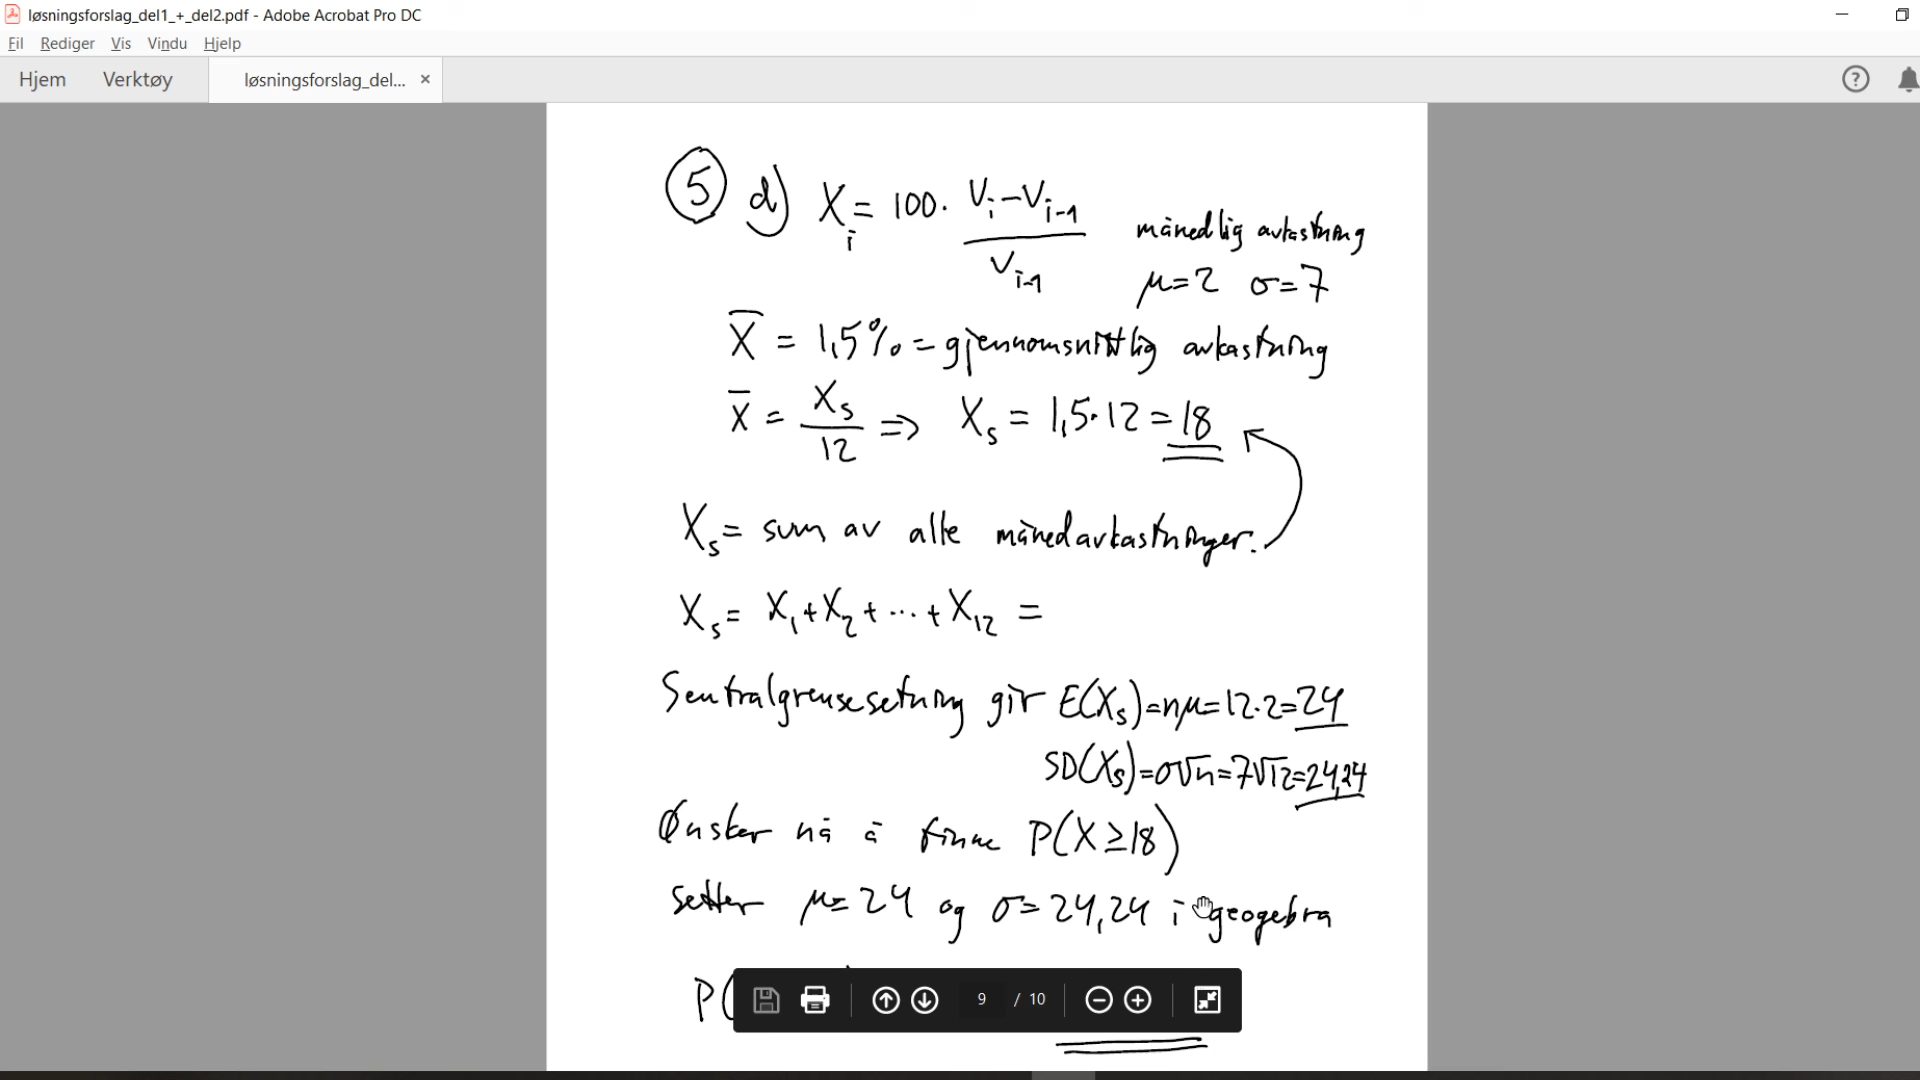 løsningsforslag_del1_+_del2.pdf - Adobe Acrobat Pro DC
Fil Rediger Vis Vindu Hjelp
Hjem Verktøy løsningsforslag_del... ×
5 d) X_i = 100 · (V_i − V_{i-1}) / V_{i-1}
månedlig avkastning
μ=2 σ=7
X̄ = 1,5% = gjennomsnittlig avkastning
X̄ = X_s / 12 => X_s = 1,5·12 = 18
X_s = sum av alle månedavkastninger.
X_s = X_1 + X_2 + ... + X_12 =
Sentralgrensesetning gir E(X_s) = nμ = 12·2 = 24
SD(X_s) = σ√n = 7√12 = 24,24
Ønsker nå å finne P(X ≥ 18)
setter μ = 24 og σ = 24,24 i geogebra
P(
9 / 10